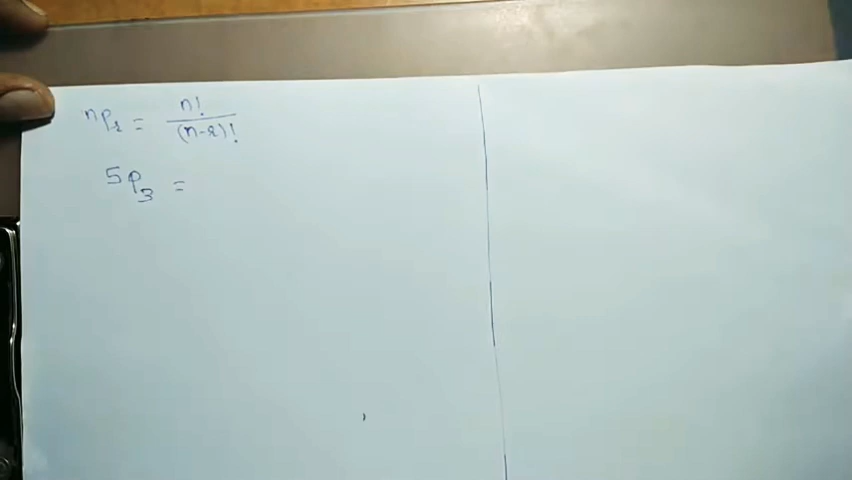 ⁿPᵣ = n!/(n-r)!
⁵P₃ =